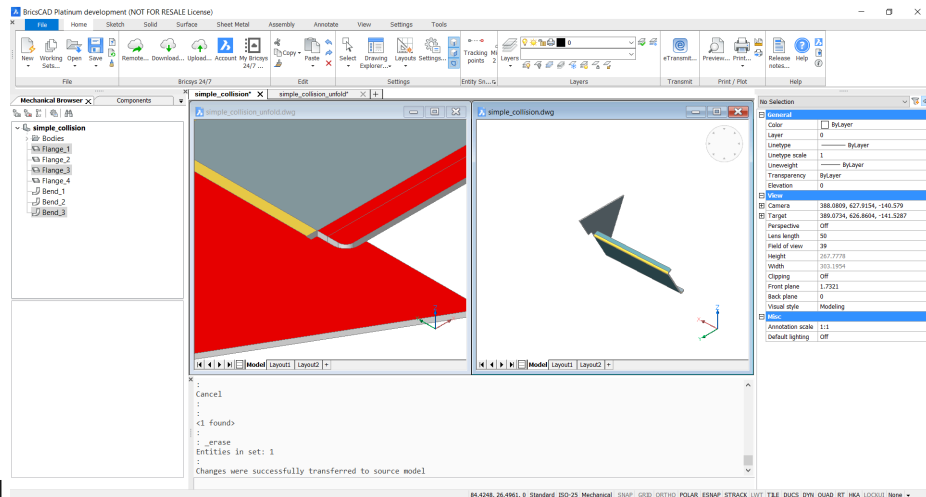 BricsCAD Platinum development (NOT FOR RESALE License)
File Home Sketch Solid Surface Sheet Metal Assembly Annotate View Settings Tools
New Working Sets... Open Save Remote... Download... Upload... Account My Bricsys 24/7 ... Copy Paste Select Drawing Explorer... Layouts Settings... Tracking points 2 Layers 0 eTransmit... Preview... Print... Release notes... Help
File Bricsys 24/7 Edit Settings Entity Sn... Layers Transmit Print / Plot Help
simple_collision* X simple_collision_unfold* X +
Mechanical Browser X Components
simple_collision
Bodies
Flange_1
Flange_2
Flange_3
Flange_4
Bend_1
Bend_2
Bend_3
simple_collision_unfold.dwg
Model Layout1 Layout2 +
simple_collision.dwg
Z
X
Y
Model Layout1 Layout2 +
:
Cancel
:
:
<1 found>
:
: _erase
Entities in set: 1
:
Changes were successfully transferred to source model
No Selection
General
Color ByLayer
Layer 0
Linetype ByLayer
Linetype scale 1
Lineweight ByLayer
Transparency ByLayer
Elevation 0
View
Camera 388.0809, 627.9154, -140.579
Target 389.0734, 626.8604, -141.5287
Perspective Off
Lens length 50
Field of view 39
Height 267.7778
Width 303.1954
Clipping Off
Front plane 1.7321
Back plane 0
Visual style Modeling
Misc
Annotation scale 1:1
Default lighting Off
84.4248, 26.4961, 0 Standard ISO-25 Mechanical SNAP GRID ORTHO POLAR ESNAP STRACK LWT TILE DUCS DYN QUAD RT HKA LOCKUI None